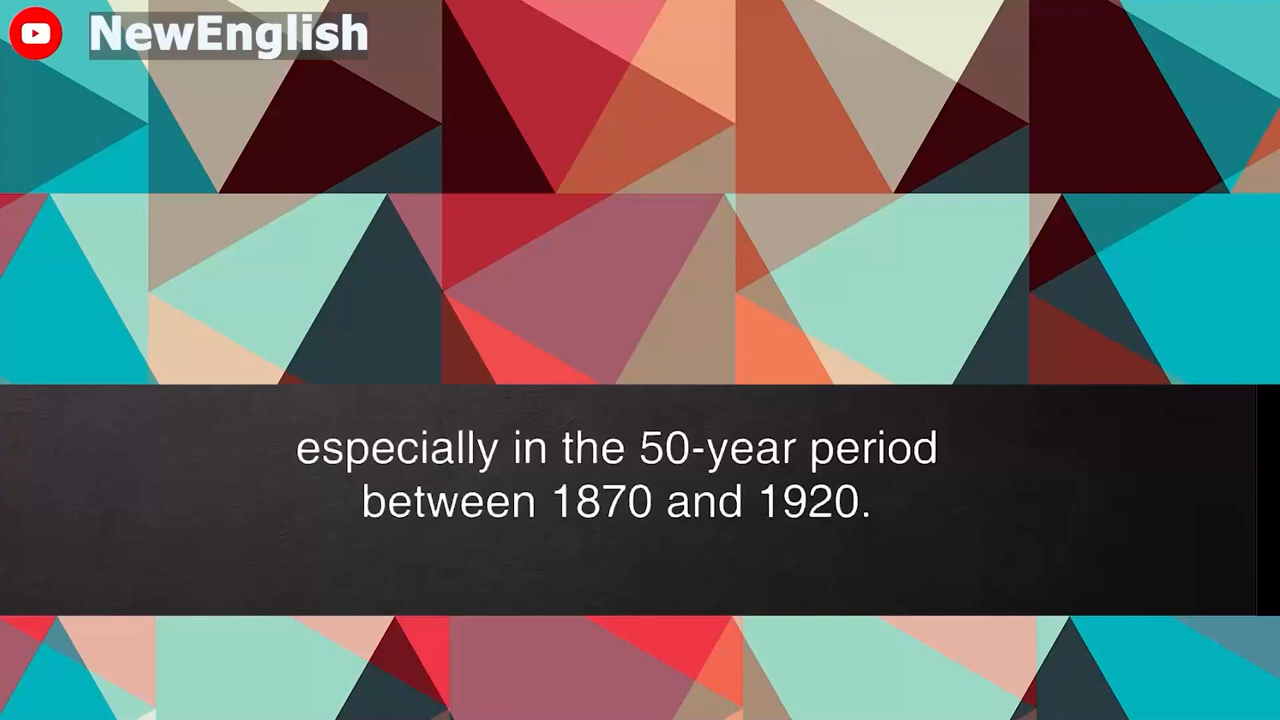 NewEnglish
especially in the 50-year period
between 1870 and 1920.